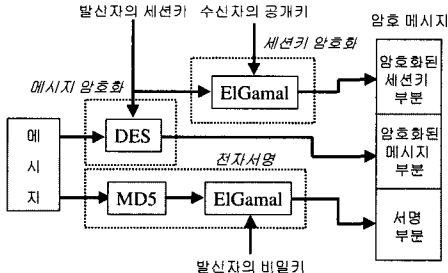 발신자의 세션키
수신자의 공개키
암호 메시지
세션키 암호화
메시지 암호화
ElGamal
암호화된
세션키
부분
DES
메
시
지
암호화된
메시지
부분
전자서명
MD5
ElGamal
서명
부분
발신자의 비밀키